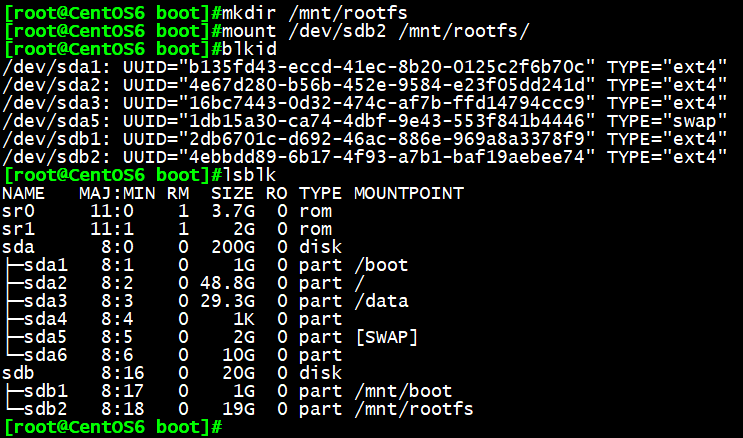 [root@CentOS6 boot]#mkdir /mnt/rootfs
[root@CentOS6 boot]#mount /dev/sdb2 /mnt/rootfs/
[root@CentOS6 boot]#blkid
/dev/sda1: UUID="b135fd43-eccd-41ec-8b20-0125c2f6b70c" TYPE="ext4"
/dev/sda2: UUID="4e67d280-b56b-452e-9584-e23f05dd241d" TYPE="ext4"
/dev/sda3: UUID="16bc7443-0d32-474c-af7b-ffd14794ccc9" TYPE="ext4"
/dev/sda5: UUID="1db15a30-ca74-4dbf-9e43-553f841b4446" TYPE="swap"
/dev/sdb1: UUID="2db6701c-d692-46ac-886e-969a8a3378f9" TYPE="ext4"
/dev/sdb2: UUID="4ebbdd89-6b17-4f93-a7b1-baf19aebee74" TYPE="ext4"
[root@CentOS6 boot]#lsblk
NAME   MAJ:MIN RM  SIZE RO TYPE MOUNTPOINT
sr0     11:0    1  3.7G  0 rom
sr1     11:1    1    2G  0 rom
sda      8:0    0  200G  0 disk
├─sda1   8:1    0    1G  0 part /boot
├─sda2   8:2    0 48.8G  0 part /
├─sda3   8:3    0 29.3G  0 part /data
├─sda4   8:4    0    1K  0 part
├─sda5   8:5    0    2G  0 part [SWAP]
└─sda6   8:6    0   10G  0 part
sdb      8:16   0   20G  0 disk
├─sdb1   8:17   0    1G  0 part /mnt/boot
└─sdb2   8:18   0   19G  0 part /mnt/rootfs
[root@CentOS6 boot]#